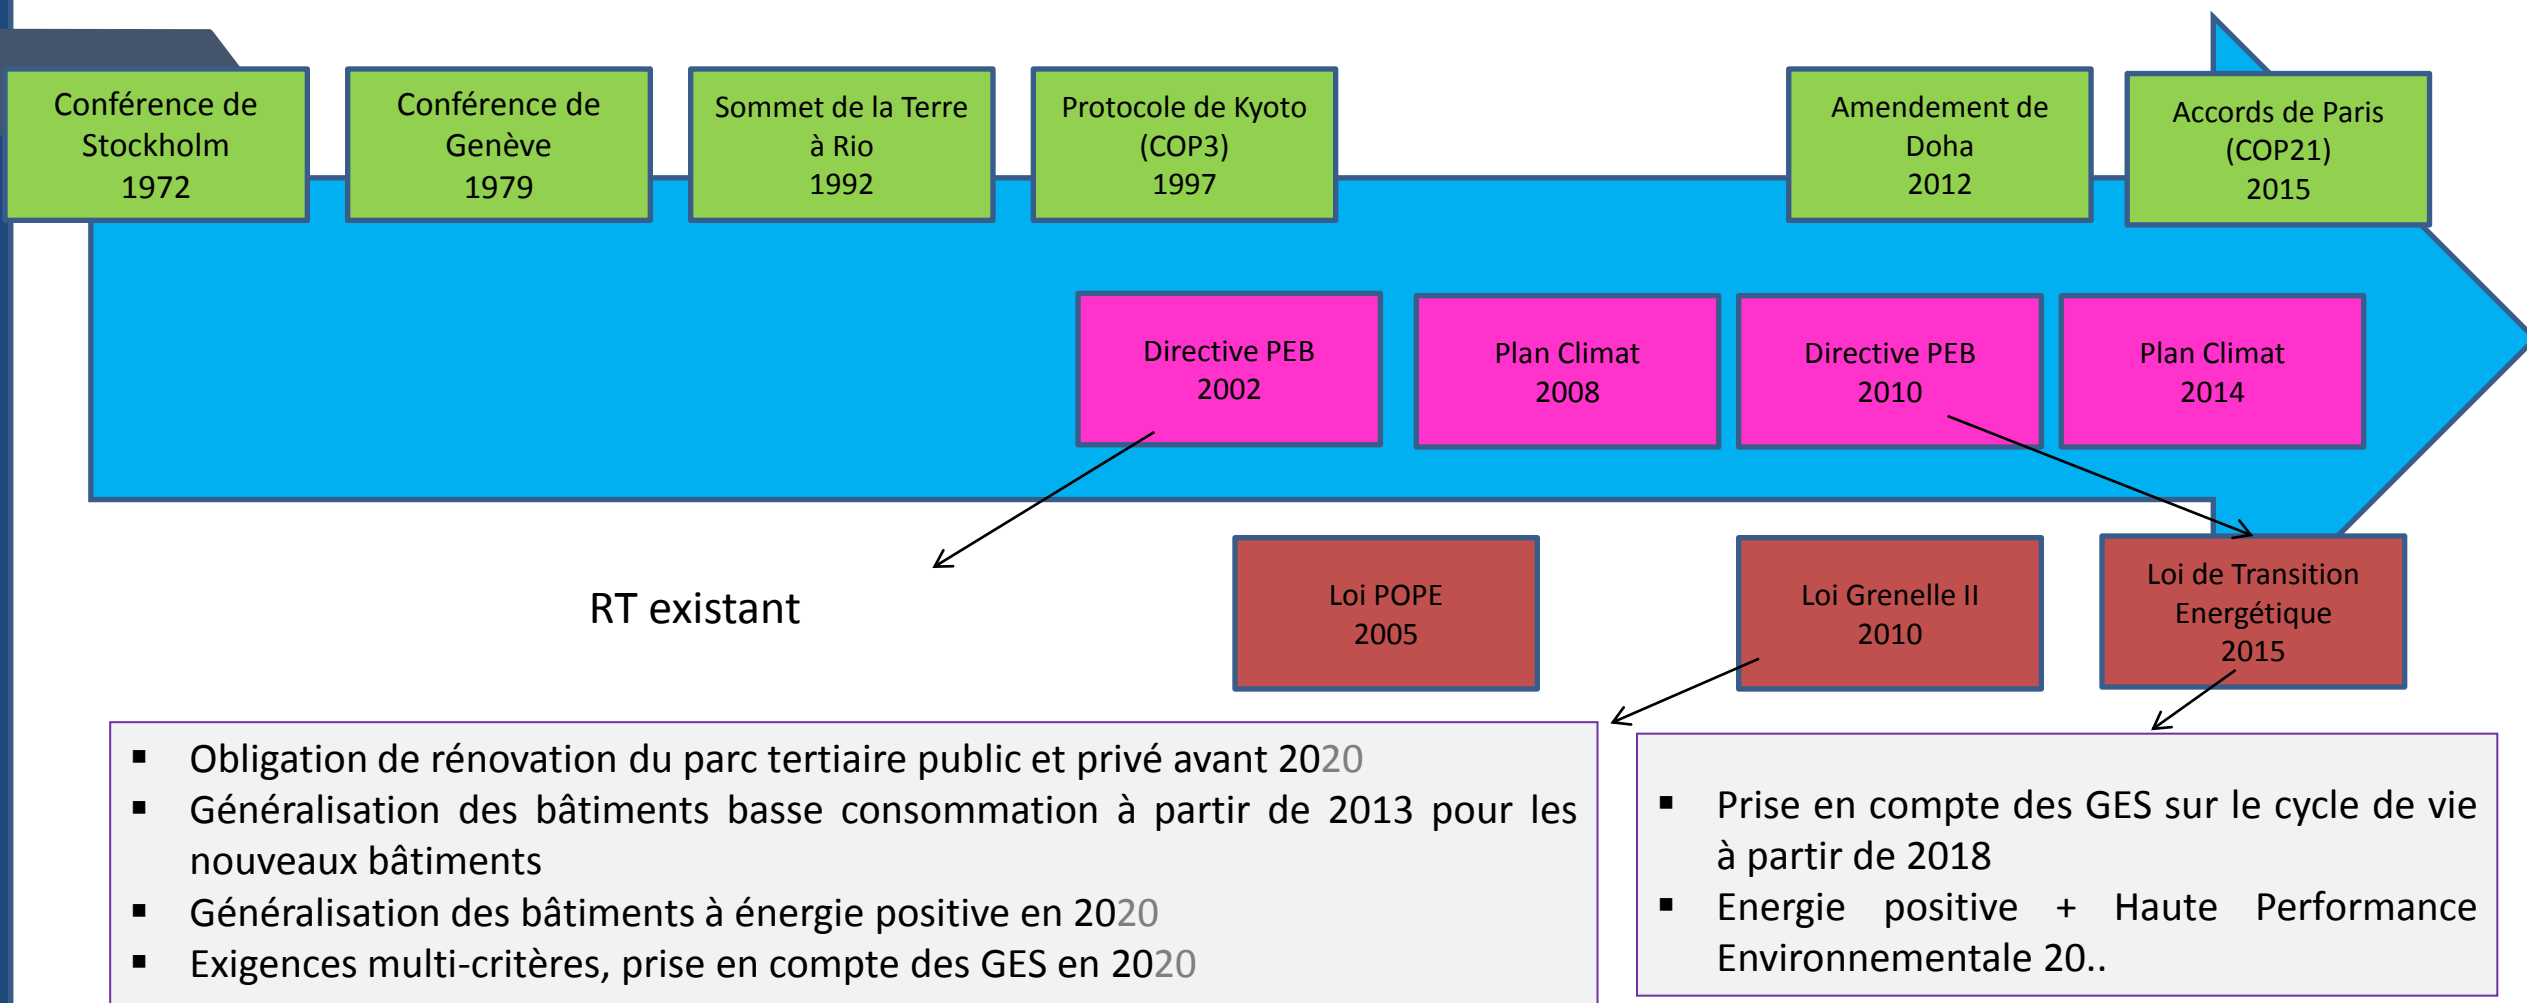 Conférence de
Stockholm
1972
Conférence de
Genève
1979
Sommet de la Terre
à Rio
1992
Protocole de Kyoto
(COP3)
1997
Amendement de
Doha
2012
Accords de Paris
(COP21)
2015
Directive PEB
2002
Plan Climat
2008
Directive PEB
2010
Plan Climat
2014
RT existant
Loi POPE
2005
Loi Grenelle II
2010
Loi de Transition
Energétique
2015
▪ Obligation de rénovation du parc tertiaire public et privé avant 2020
▪ Généralisation des bâtiments basse consommation à partir de 2013 pour les
nouveaux bâtiments
▪ Généralisation des bâtiments à énergie positive en 2020
▪ Exigences multi-critères, prise en compte des GES en 2020
▪ Prise en compte des GES sur le cycle de vie
à partir de 2018
▪ Energie positive + Haute Performance
Environnementale 20..